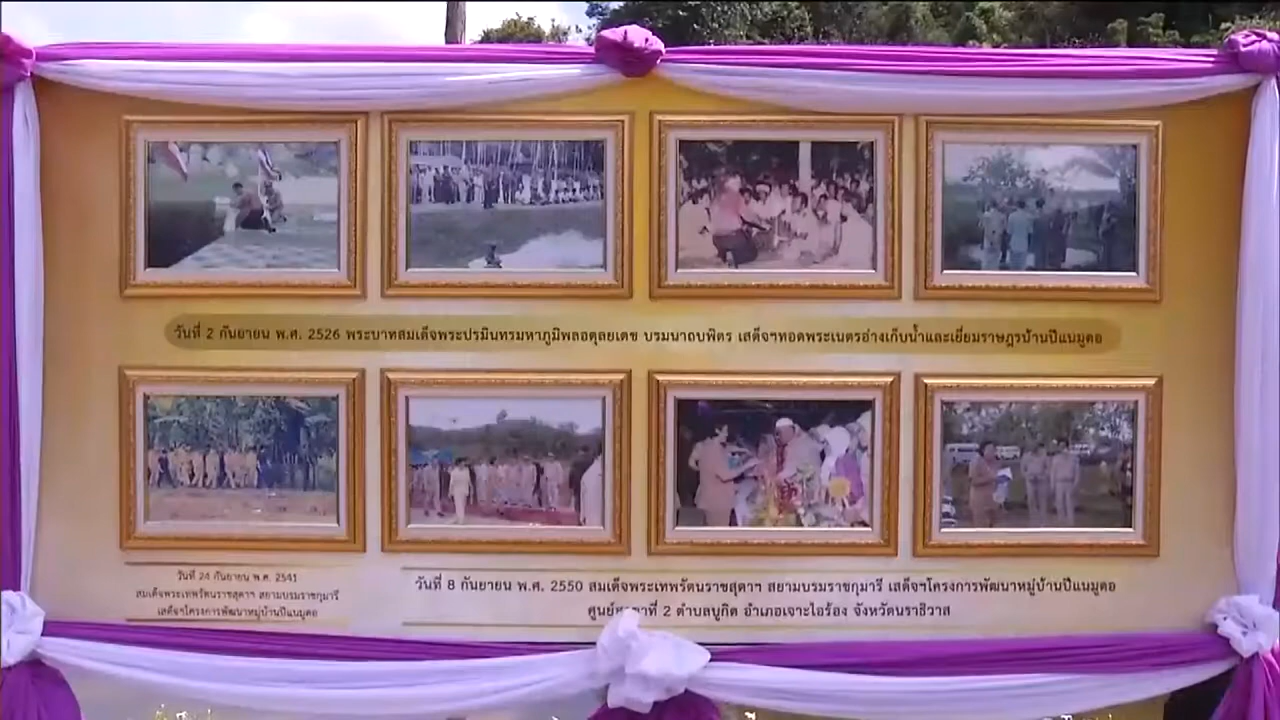 วันที่ 2 กันยายน พ.ศ. 2526 พระบาทสมเด็จพระปรมินทรมหาภูมิพลอดุลยเดช บรมนาถบพิตร เสด็จฯทอดพระเนตรอ่างเก็บน้ำและเยี่ยมราษฎรบ้านปีแนมูดอ
วันที่ 24 กันยายน พ.ศ. 2541
สมเด็จพระเทพรัตนราชสุดาฯ สยามบรมราชกุมารี
เสด็จฯโครงการพัฒนาหมู่บ้านปีแนมูดอ
วันที่ 8 กันยายน พ.ศ. 2550 สมเด็จพระเทพรัตนราชสุดาฯ สยามบรมราชกุมารี เสด็จฯโครงการพัฒนาหมู่บ้านปีแนมูดอ
ที่ 2 ตำบลบูกิต อำเภอเจาะไอร้อง จังหวัดนราธิวาส